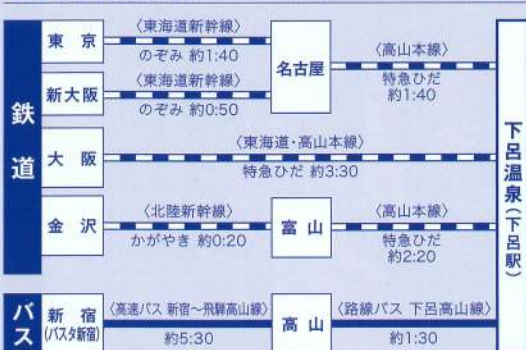 鉄道
東京
〈東海道新幹線〉
のぞみ 約1:40
新大阪
〈東海道新幹線〉
のぞみ 約0:50
名古屋
〈高山本線〉
特急ひだ
約1:40
大阪
〈東海道・高山本線〉
特急ひだ 約3:30
金沢
〈北陸新幹線〉
かがやき 約0:20
富山
〈高山本線〉
特急ひだ
約2:20
バス
新宿
(バスタ新宿)
〈高速バス 新宿〜飛騨高山線〉
約5:30
高山
〈路線バス 下呂高山線〉
約1:30
下呂温泉(下呂駅)